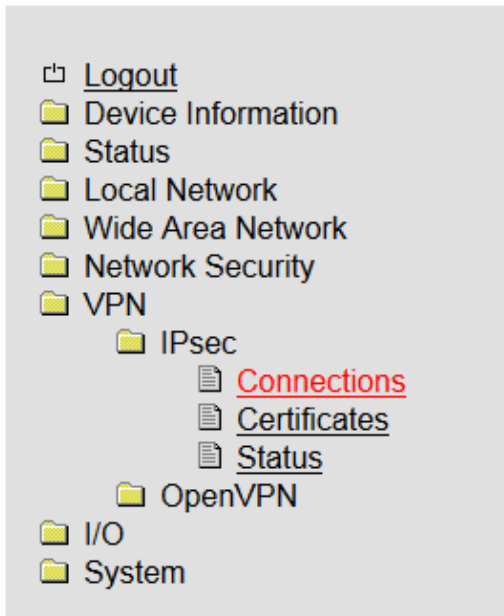 Logout
Device Information
Status
Local Network
Wide Area Network
Network Security
VPN
IPsec
Connections
Certificates
Status
OpenVPN
I/O
System